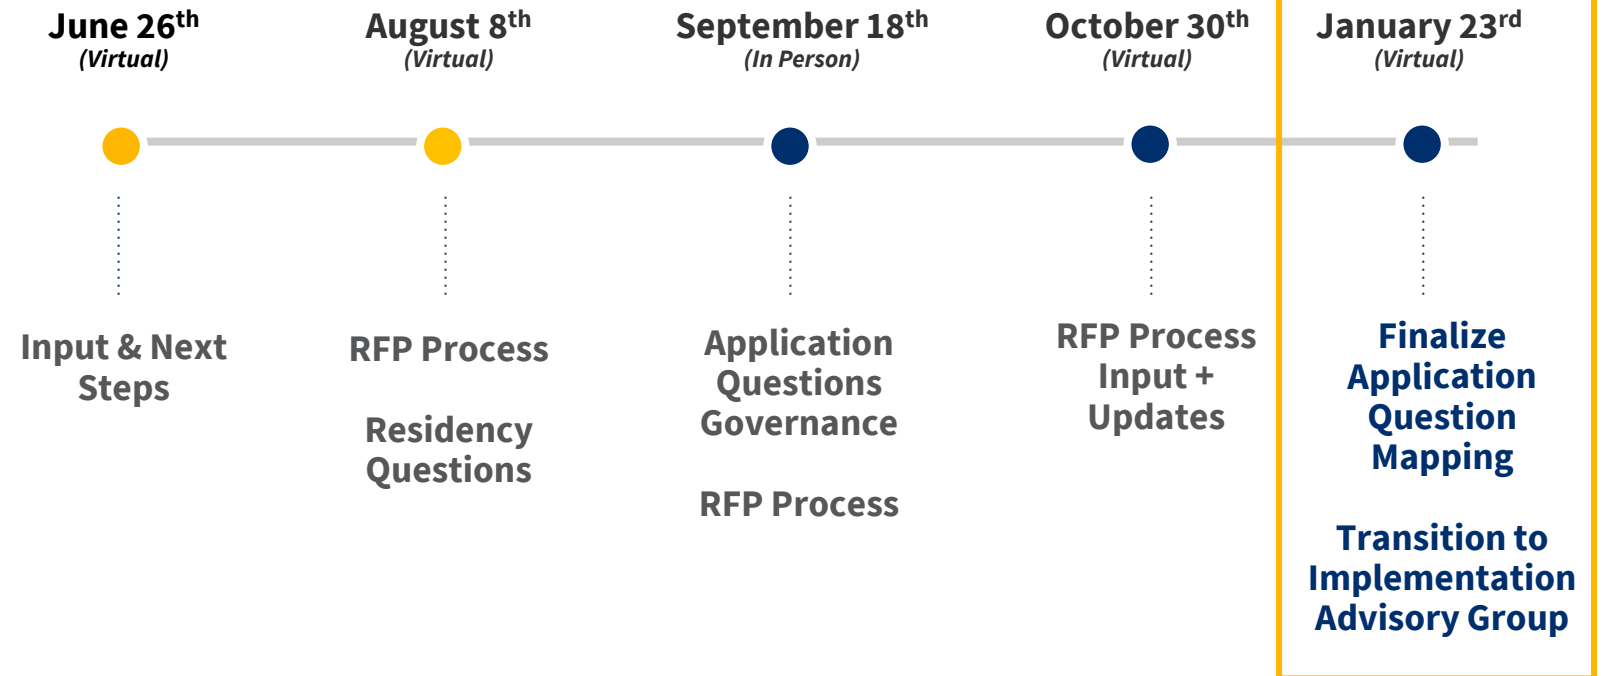 June 26th
(Virtual)
Input & Next
Steps
August 8th
(Virtual)
RFP Process
Residency
Questions
September 18th
(In Person)
Application
Questions
Governance
RFP Process
October 30th
(Virtual)
RFP Process
Input +
Updates
January 23rd
(Virtual)
Finalize
Application
Question
Mapping
Transition to
Implementation
Advisory Group